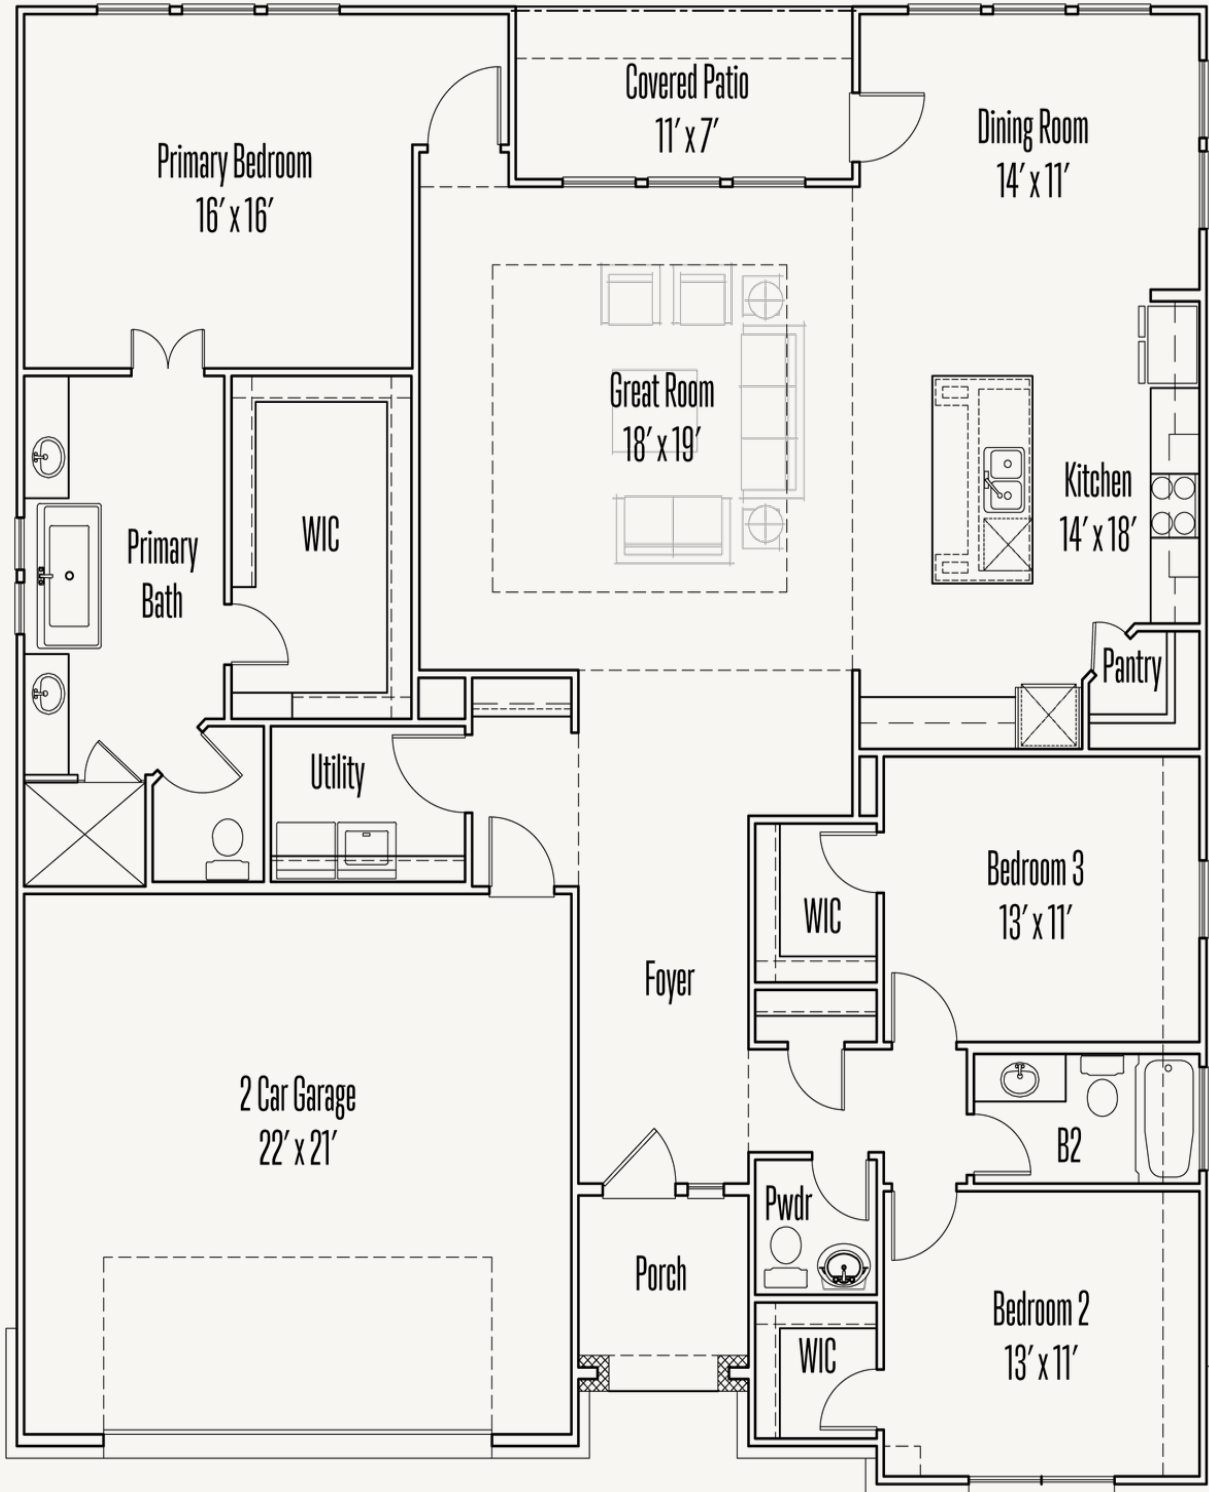 Covered Patio
11' x 7'
Dining Room
14' x 11'
Primary Bedroom
16' x 16'
Great Room
18' x 19'
Kitchen
14' x 18'
WIC
Primary
Bath
Pantry
Utility
Bedroom 3
13' x 11'
WIC
Foyer
2 Car Garage
22' x 21'
B2
Pwdr
Porch
Bedroom 2
13' x 11'
WIC